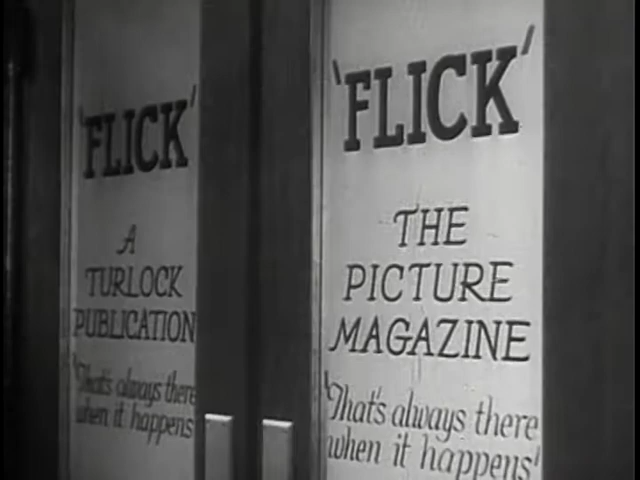 'FLICK'
A
TURLOCK
PUBLICATION
'That's always there
when it happens
'FLICK'
THE
PICTURE
MAGAZINE
'That's always there
when it happens'